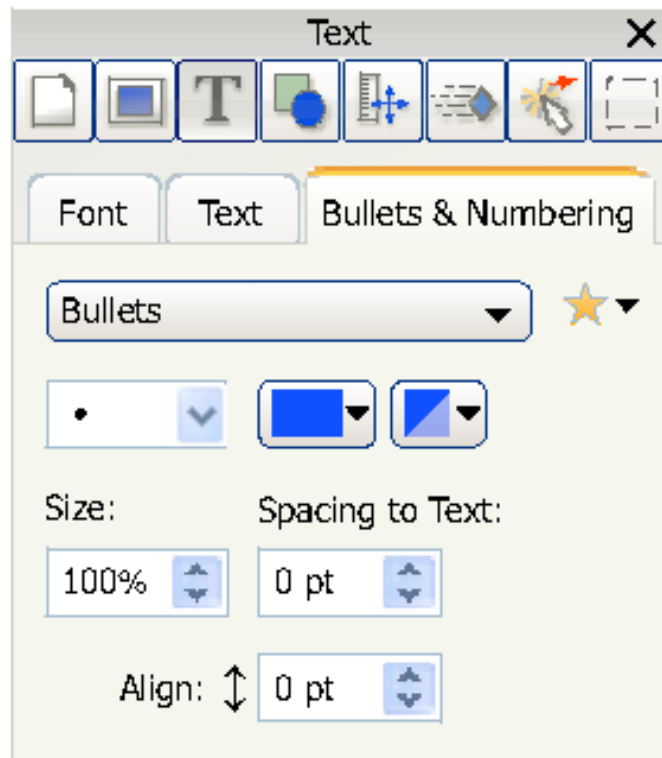 Text
Font Text Bullets & Numbering
Bullets
•
Size: Spacing to Text:
100% 0 pt
Align: 0 pt